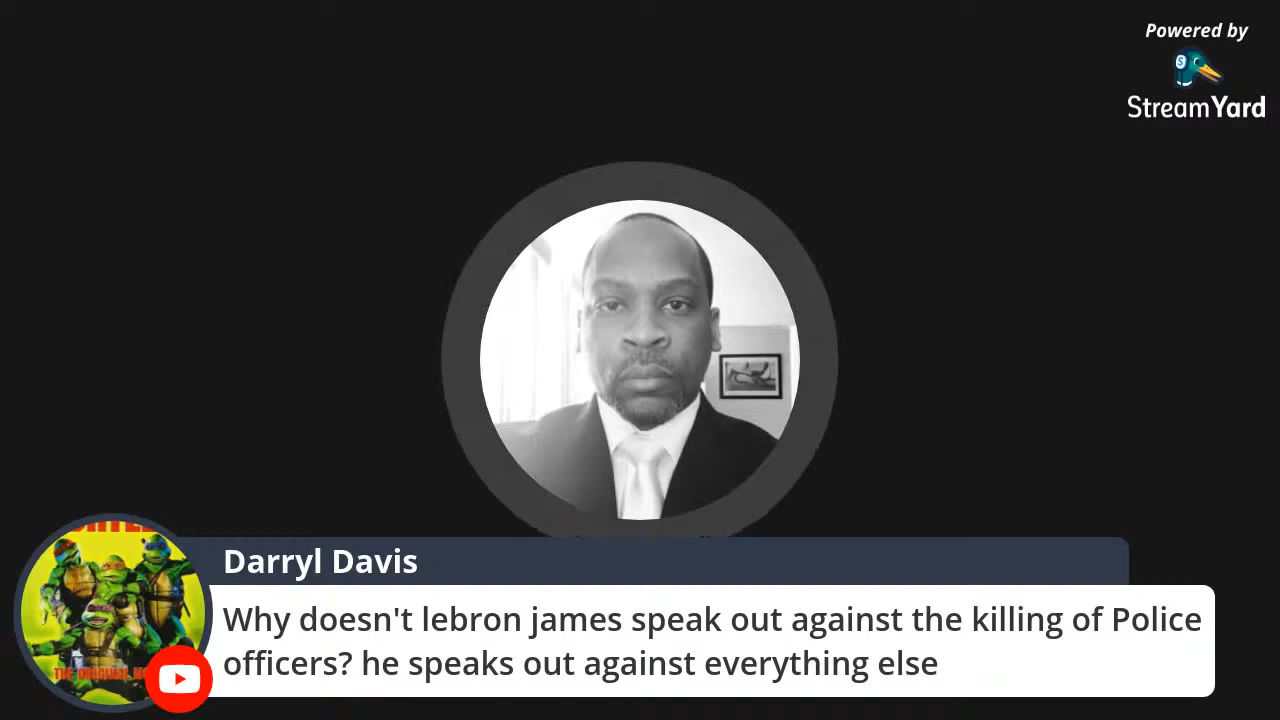 Powered by
StreamYard
Darryl Davis
Why doesn't lebron james speak out against the killing of Police
officers? he speaks out against everything else